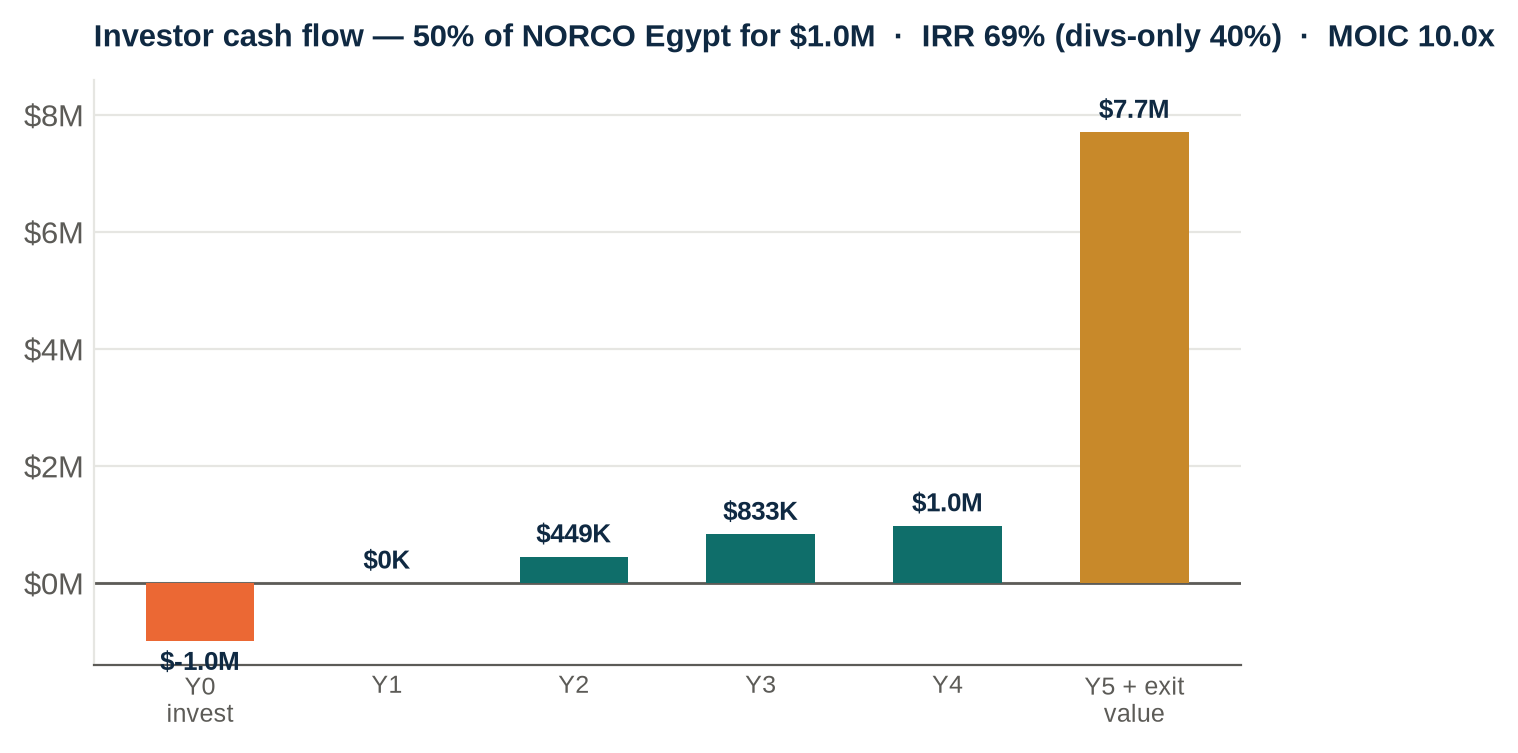 Investor cash flow — 50% of NORCO Egypt for $1.0M · IRR 69% (divs-only 40%) · MOIC 10.0x
$8M
$6M
$4M
$2M
$0M
$-1.0M
$0K
$449K
$833K
$1.0M
$7.7M
Y0
invest
Y1
Y2
Y3
Y4
Y5 + exit
value